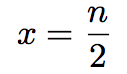 x = n/2